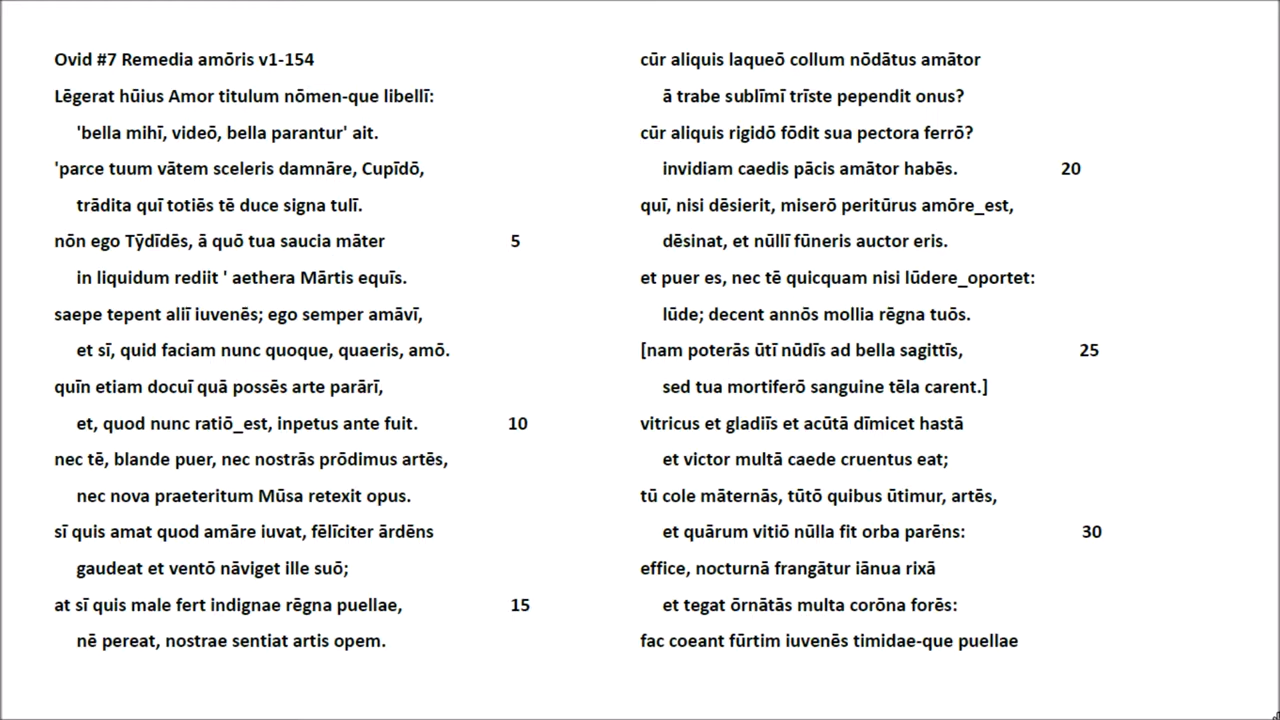 Ovid #7 Remedia amōris v1-154
Lēgerat hūius Amor titulum nōmen-que libellī:
'bella mihī, videō, bella parantur' ait.
'parce tuum vātem sceleris damnāre, Cupīdō,
trādita quī totiēs tē duce signa tulī.
nōn ego Tȳdīdēs, ā quō tua saucia māter 5
in liquidum rediit ' aethera Mārtis equīs.
saepe tepent aliī iuvenēs; ego semper amāvī,
et sī, quid faciam nunc quoque, quaeris, amō.
quīn etiam docuī quā possēs arte parārī,
et, quod nunc ratiō_est, inpetus ante fuit. 10
nec tē, blande puer, nec nostrās prōdimus artēs,
nec nova praeteritum Mūsa retexit opus.
sī quis amat quod amāre iuvat, fēlīciter ārdēns
gaudeat et ventō nāviget ille suō;
at sī quis male fert indignae rēgna puellae, 15
nē pereat, nostrae sentiat artis opem.
cūr aliquis laqueō collum nōdātus amātor
ā trabe sublīmī trīste pependit onus?
cūr aliquis rigidō fōdit sua pectora ferrō?
invidiam caedis pācis amātor habēs. 20
quī, nisi dēsierit, miserō peritūrus amōre_est,
dēsinat, et nūllī fūneris auctor eris.
et puer es, nec tē quicquam nisi lūdere_oportet:
lūde; decent annōs mollia rēgna tuōs.
[nam poterās ūtī nūdīs ad bella sagittīs, 25
sed tua mortiferō sanguine tēla carent.]
vitricus et gladiīs et acūtā dīmicet hastā
et victor multā caede cruentus eat;
tū cole māternās, tūtō quibus ūtimur, artēs,
et quārum vitiō nūlla fit orba parēns: 30
effice, nocturnā frangātur iānua rixā
et tegat ōrnātās multa corōna forēs:
fac coeant fūrtim iuvenēs timidae-que puellae